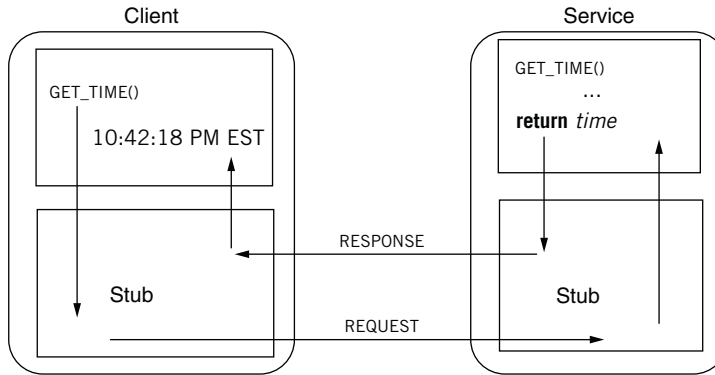 Client
Service
GET_TIME()
10:42:18 PM EST
GET_TIME()
...
return time
RESPONSE
Stub
Stub
REQUEST